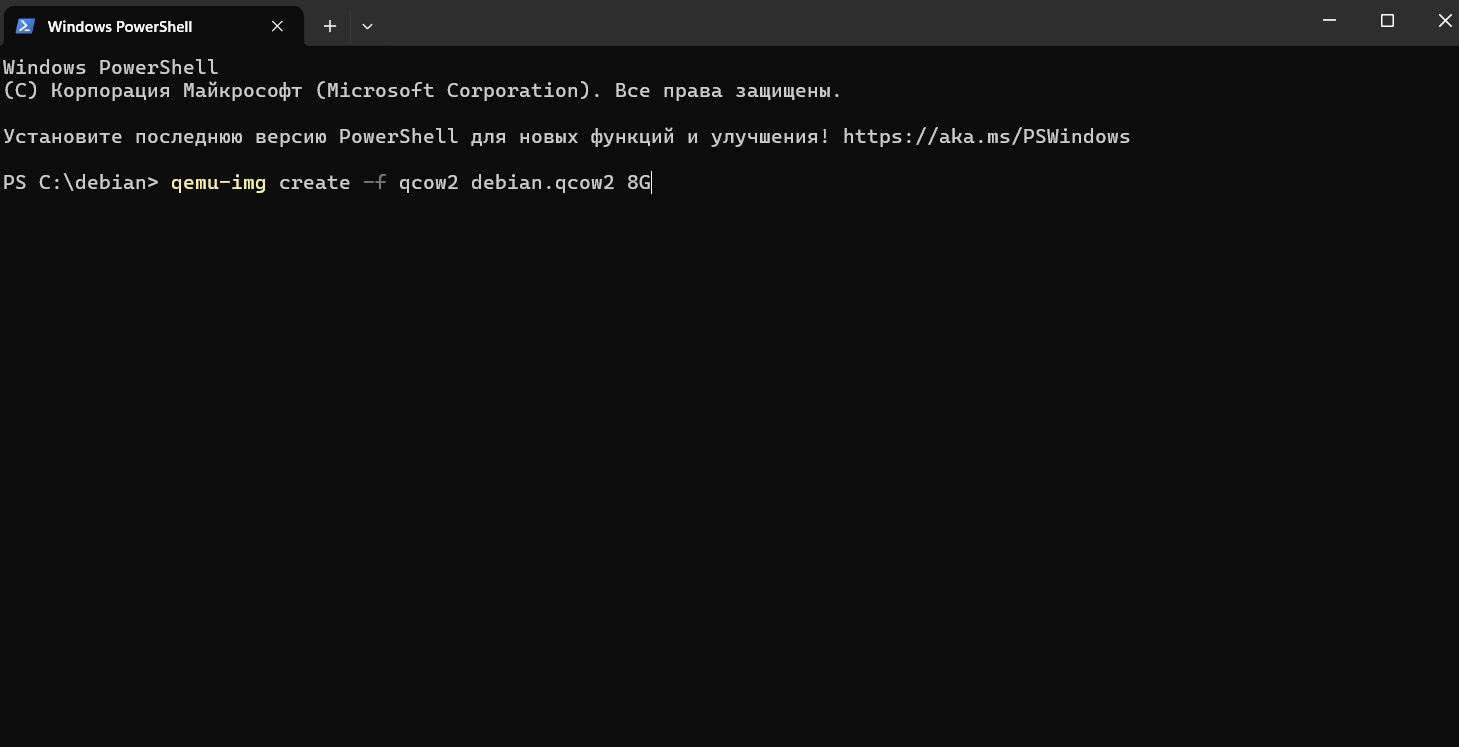 Windows PowerShell
Windows PowerShell
(C) Корпорация Майкрософт (Microsoft Corporation). Все права защищены.
Установите последнюю версию PowerShell для новых функций и улучшения! https://aka.ms/PSWindows
PS C:\debian> qemu-img create -f qcow2 debian.qcow2 8G